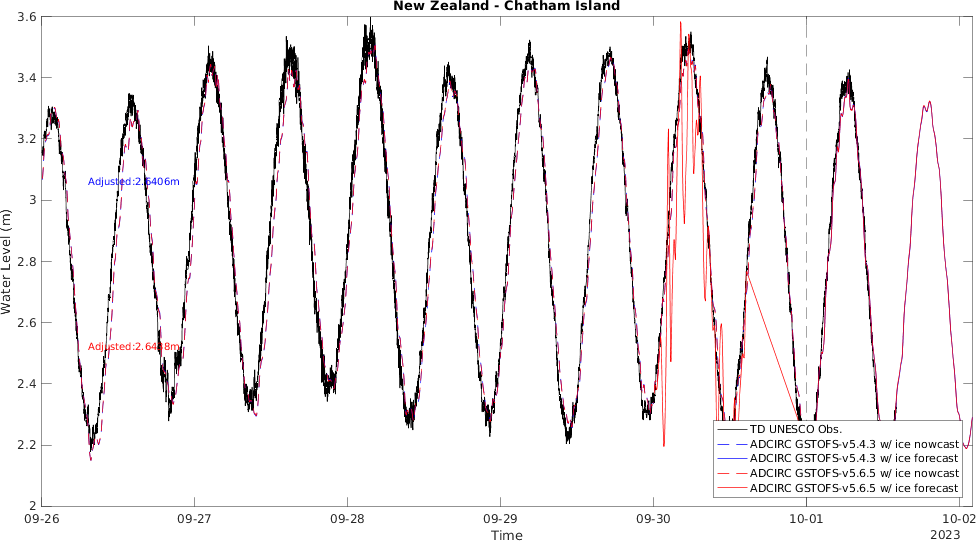 New Zealand - Chatham Island
3.6
3.4
3.2
3
2.8
2.6
2.4
2.2
2
Water Level (m)
Adjusted:2.6406m
Adjusted:2.6448m
TD UNESCO Obs.
ADCIRC GSTOFS-v5.4.3 w/ ice nowcast
ADCIRC GSTOFS-v5.4.3 w/ ice forecast
ADCIRC GSTOFS-v5.6.5 w/ ice nowcast
ADCIRC GSTOFS-v5.6.5 w/ ice forecast
09-26 09-27 09-28 09-29 09-30 10-01 10-02
Time
2023